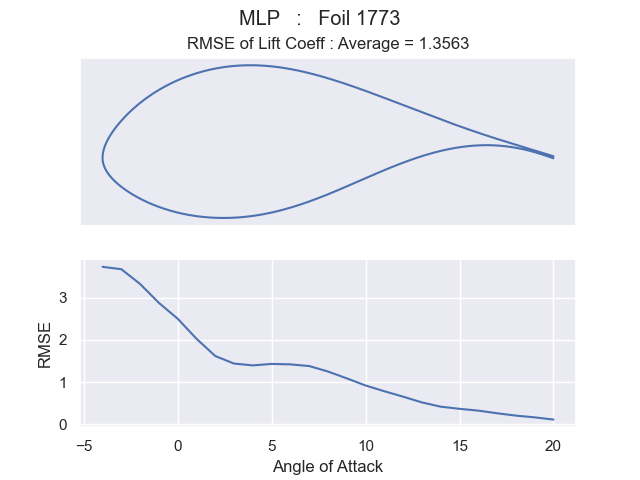 MLP   :   Foil 1773
RMSE of Lift Coeff : Average = 1.3563
3
2
1
0
RMSE
−5 0 5 10 15 20
Angle of Attack